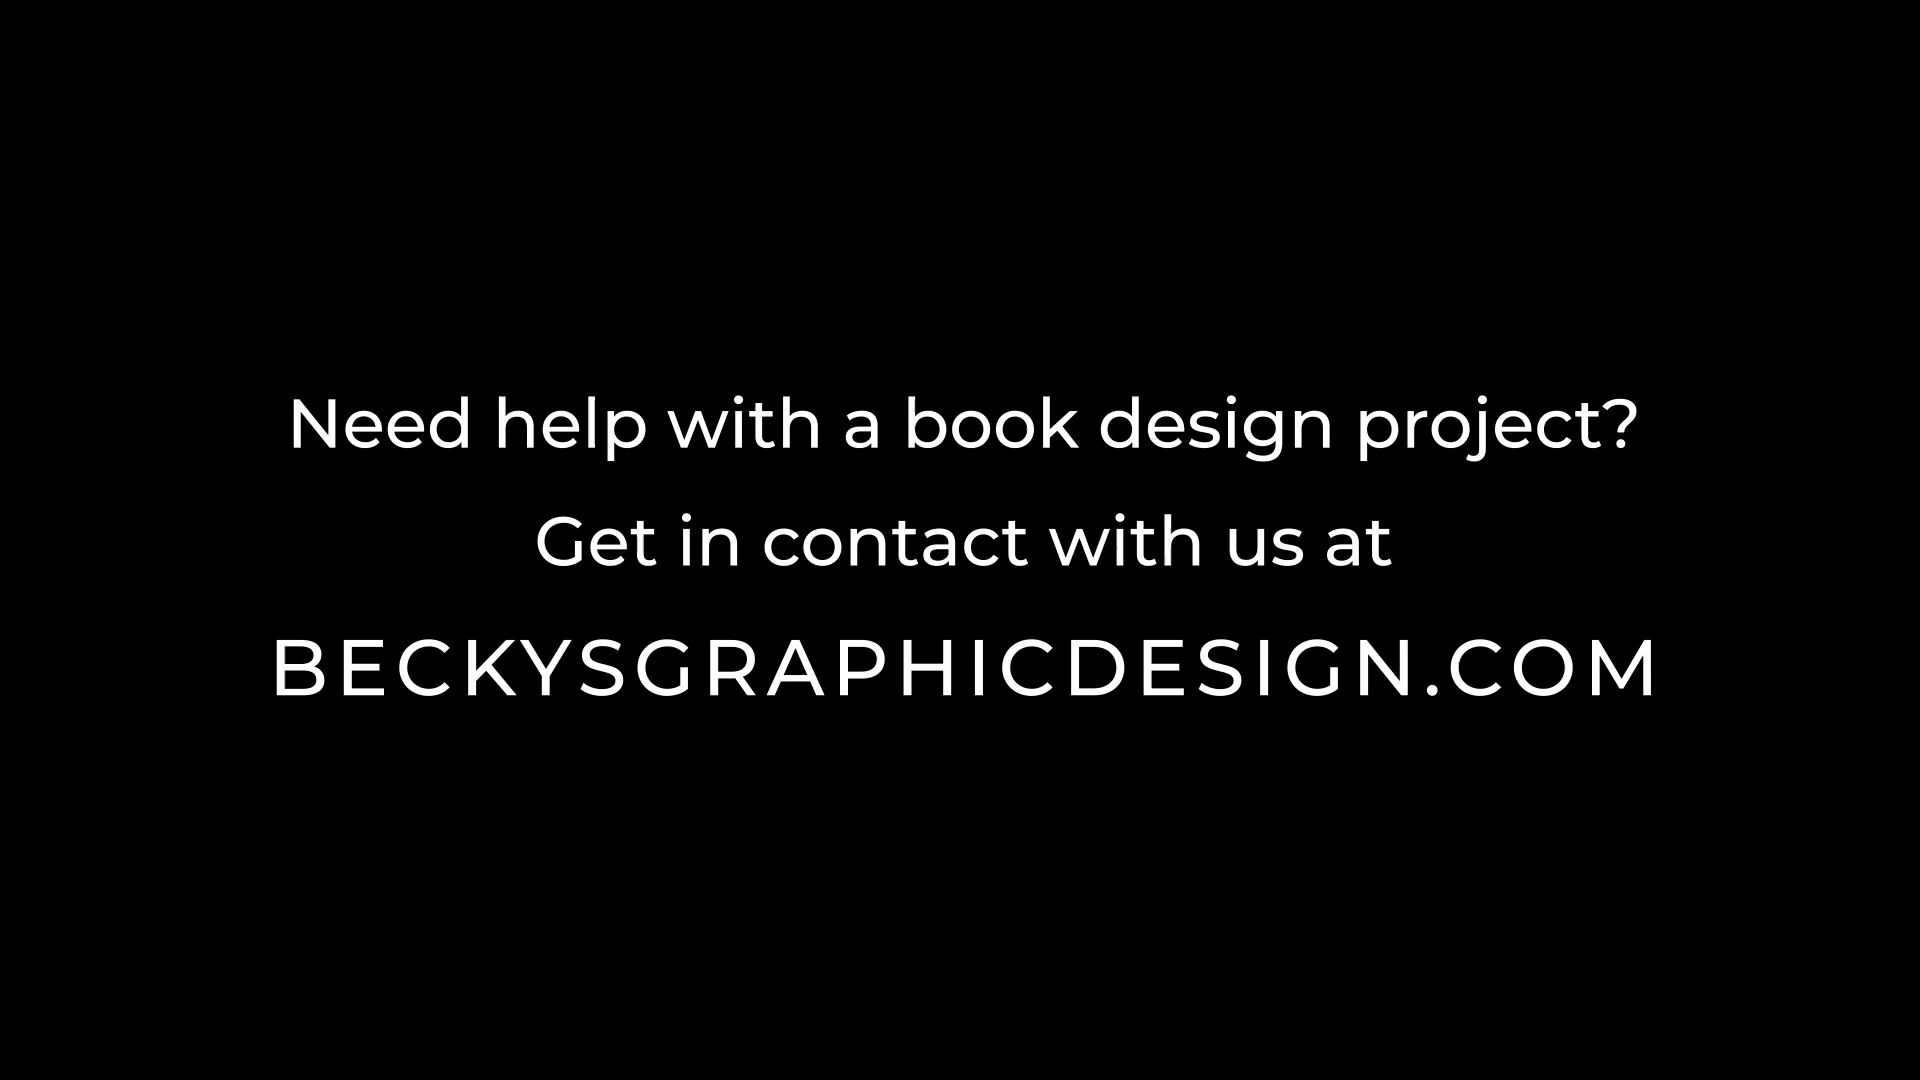 Need help with a book design project?
Get in contact with us at
BECKYSGRAPHICDESIGN.COM